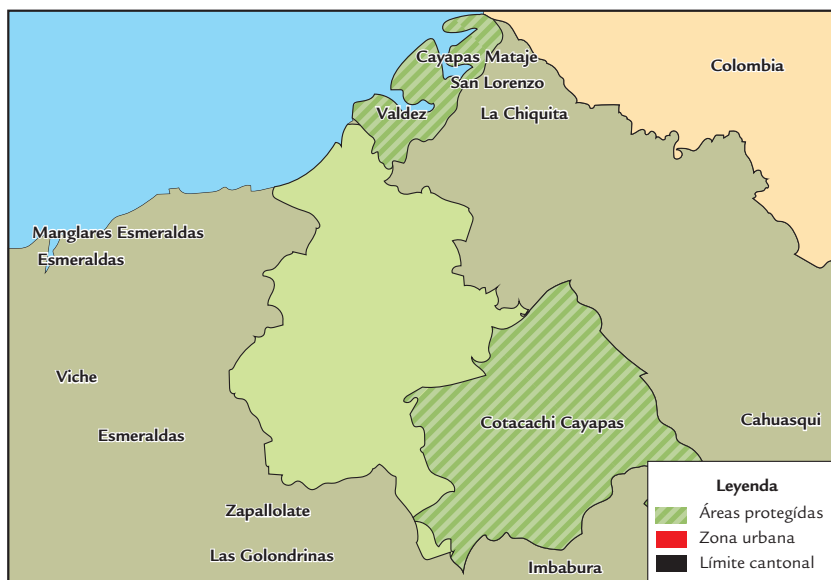 Cayapas Mataje
Colombia
San Lorenzo
Valdez
La Chiquita
Manglares Esmeraldas
Esmeraldas
Viche
Cotacachi Cayapas
Cahuasqui
Esmeraldas
Zapallolate
Las Golondrinas
Imbabura
Leyenda
Áreas protegídas
Zona urbana
Límite cantonal